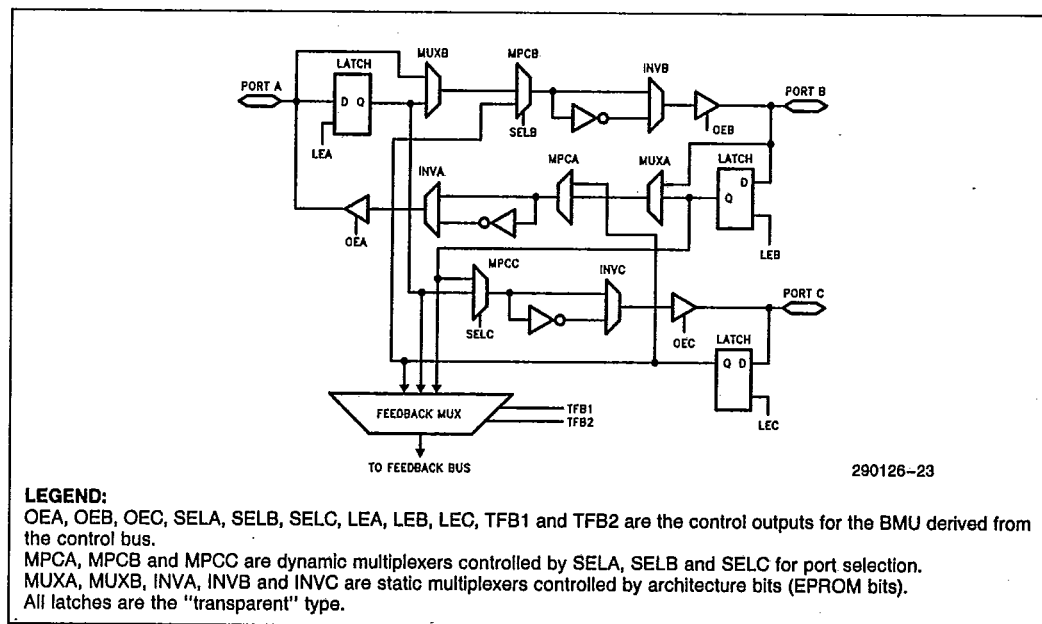 MUXB
MPCB
LATCH
INVB
PORT A
D Q
PORT B
LEA
SELB
OEB
MPCA
MUXA
LATCH
INVA
D
Q
OEA
LEB
MPCC
INVC
PORT C
SELC
OEC
LATCH
Q D
FEEDBACK MUX
TFB1
TFB2
LEC
TO FEEDBACK BUS
290126-23
LEGEND:
OEA, OEB, OEC, SELA, SELB, SELC, LEA, LEB, LEC, TFB1 and TFB2 are the control outputs for the BMU derived from
the control bus.
MPCA, MPCB and MPCC are dynamic multiplexers controlled by SELA, SELB and SELC for port selection.
MUXA, MUXB, INVA, INVB and INVC are static multiplexers controlled by architecture bits (EPROM bits).
All latches are the "transparent" type.